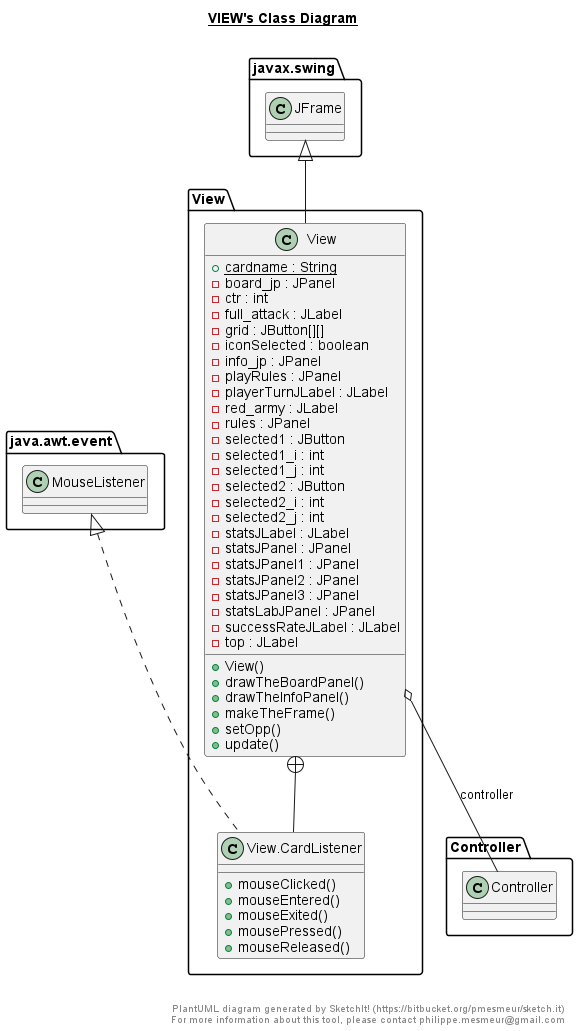 VIEW's Class Diagram
javax.swing
C JFrame
View
C View
cardname : String
board_jp : JPanel
ctr : int
full_attack : JLabel
grid : JButton[][]
iconSelected : boolean
info_jp : JPanel
playRules : JPanel
playerTurnJLabel : JLabel
red_army : JLabel
rules : JPanel
selected1 : JButton
selected1_i : int
selected1_j : int
selected2 : JButton
selected2_i : int
selected2_j : int
statsJLabel : JLabel
statsJPanel : JPanel
statsJPanel1 : JPanel
statsJPanel2 : JPanel
statsJPanel3 : JPanel
statsLabJPanel : JPanel
successRateJLabel : JLabel
top : JLabel
View()
drawTheBoardPanel()
drawTheInfoPanel()
makeTheFrame()
setOpp()
update()
java.awt.event
C MouseListener
controller
C View.CardListener
mouseClicked()
mouseEntered()
mouseExited()
mousePressed()
mouseReleased()
Controller
C Controller
PlantUML diagram generated by SketchIt! (https://bitbucket.org/pmesmeur/sketch.it)
For more information about this tool, please contact philippe.mesmeur@gmail.com